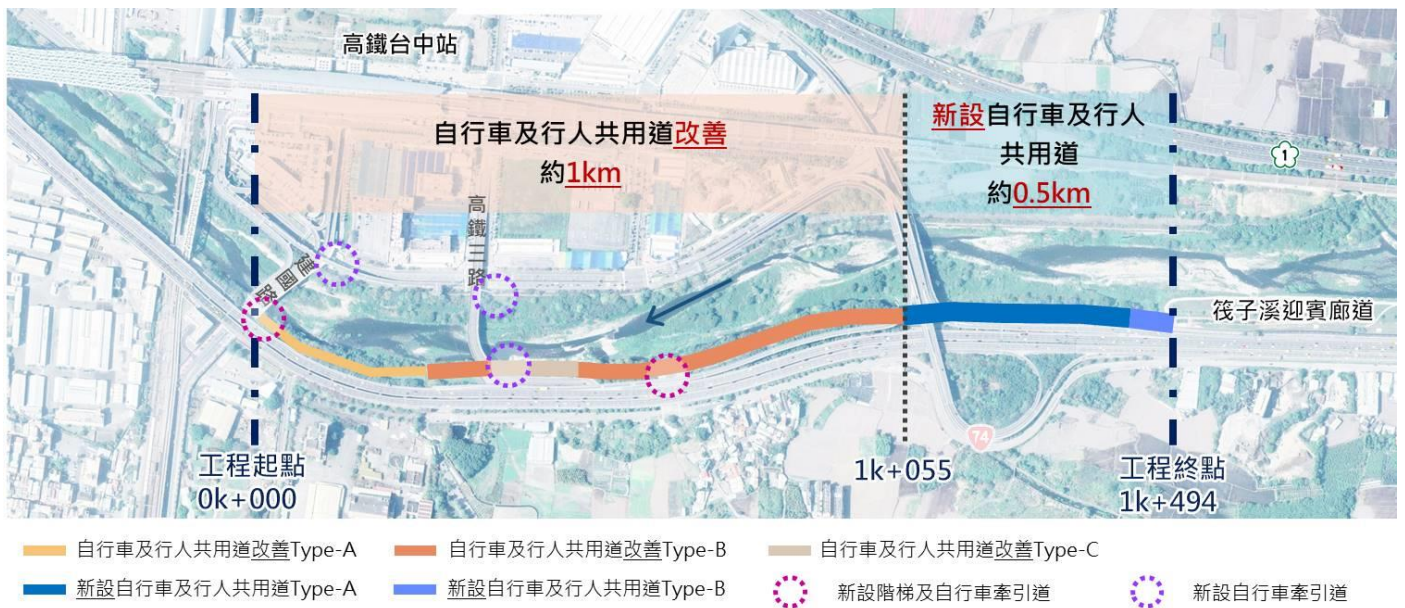 高鐵台中站
自行車及行人共用道改善
約1km
新設自行車及行人
共用道
約0.5km
1
高鐵三路
建國路
筏子溪迎賓廊道
74
工程起點
0k+000
1k+055
工程終點
1k+494
自行車及行人共用道改善Type-A
自行車及行人共用道改善Type-B
自行車及行人共用道改善Type-C
新設自行車及行人共用道Type-A
新設自行車及行人共用道Type-B
新設階梯及自行車牽引道
新設自行車牽引道